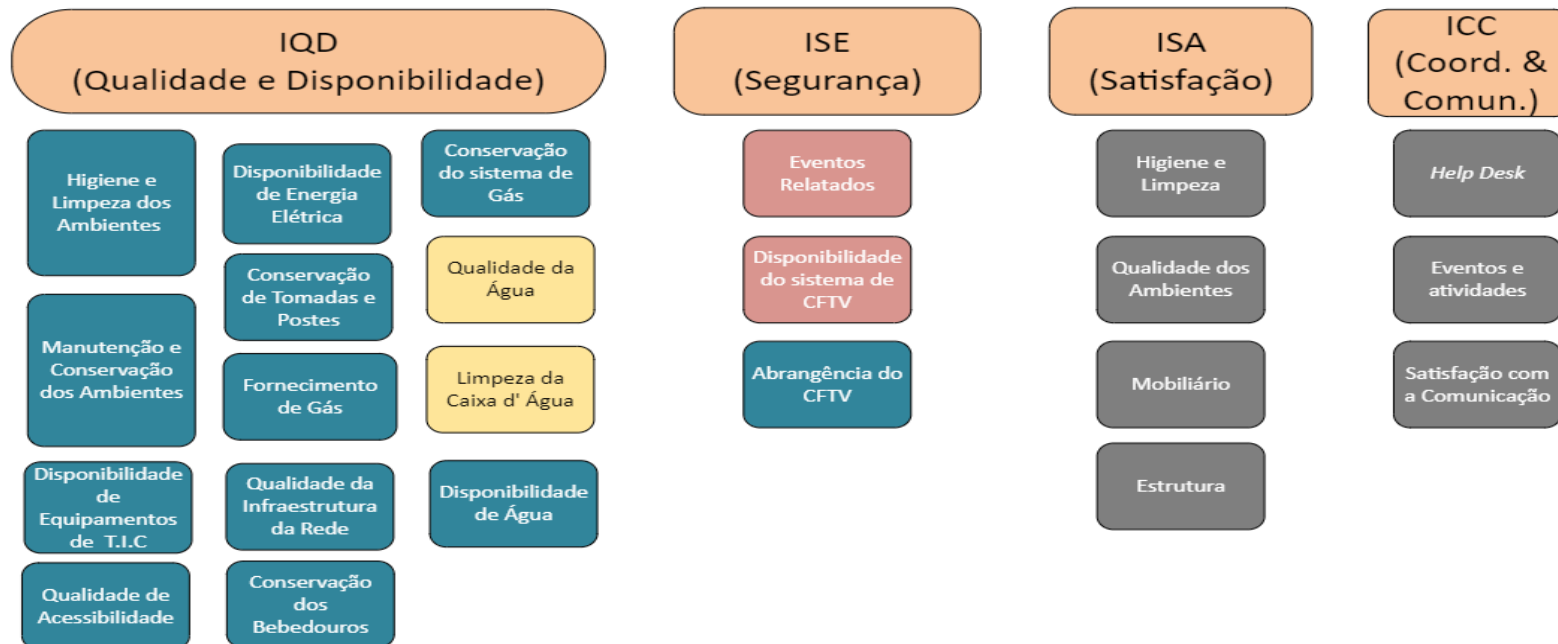 IQD
(Qualidade e Disponibilidade)
Higiene e
Limpeza dos
Ambientes
Manutenção e
Conservação
dos Ambientes
Disponibilidade
de
Equipamentos
de T.I.C
Qualidade de
Acessibilidade
Disponibilidade
de Energia
Elétrica
Conservação
de Tomadas e
Postes
Fornecimento
de Gás
Qualidade da
Infraestrutura
da Rede
Conservação
dos
Bebedouros
Conservação
do sistema de
Gás
Qualidade da
Água
Limpeza da
Caixa d' Água
Disponibilidade
de Água
ISE
(Segurança)
Eventos
Relatados
Disponibilidade
do sistema de
CFTV
Abrangência do
CFTV
ISA
(Satisfação)
Higiene e
Limpeza
Qualidade dos
Ambientes
Mobiliário
Estrutura
ICC
(Coord. &
Comun.)
Help Desk
Eventos e
atividades
Satisfação com
a Comunicação